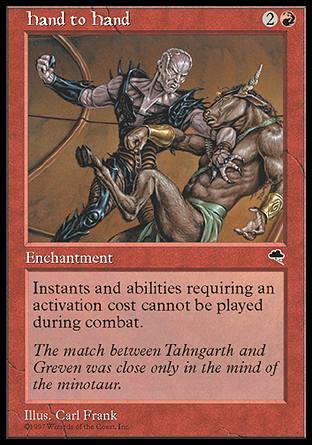 Hand to Hand 2
Enchantment
Instants and abilities requiring an
activation cost cannot be played
during combat.
The match between Tahngarth and
Greven was close only in the mind of
the minotaur.
Illus. Carl Frank
©1997 Wizards of the Coast, Inc.